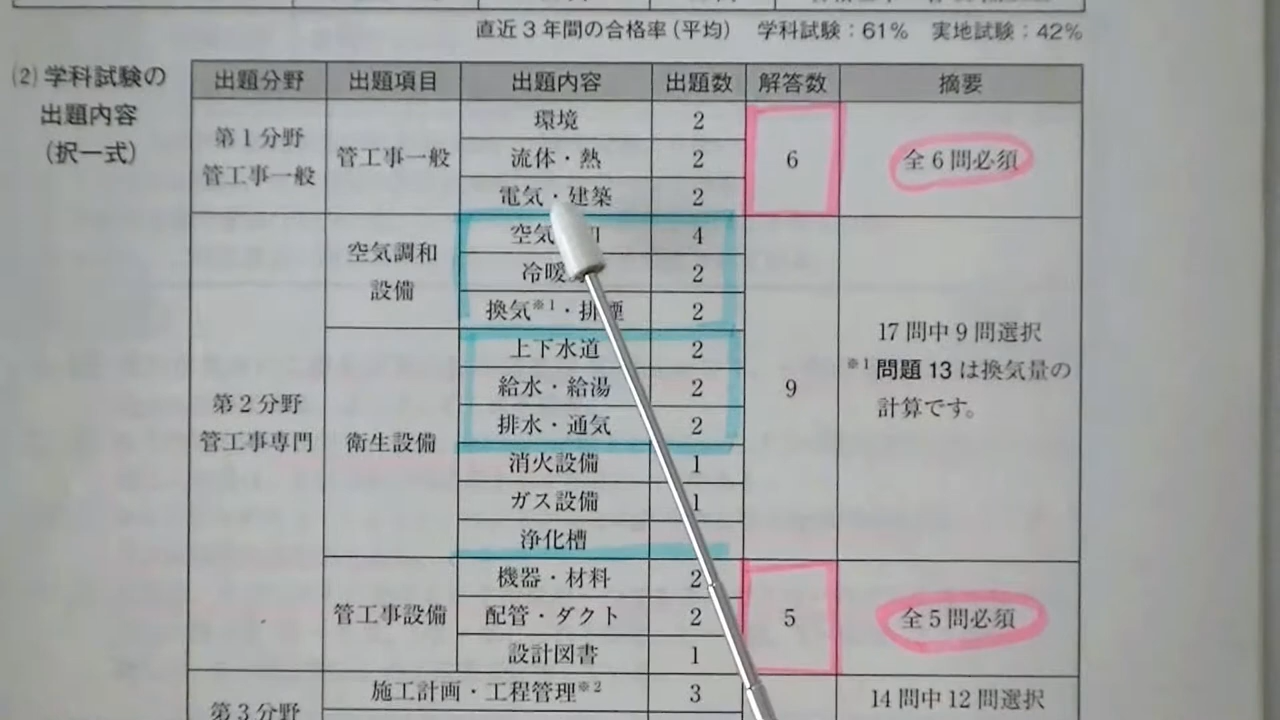 直近3年間の合格率(平均) 学科試験:61% 実地試験:42%
(2) 学科試験の
出題内容
(択一式)
出題分野 出題項目 出題内容 出題数 解答数 摘要
第1分野
管工事一般
管工事一般
環境 2
流体・熱 2
電気・建築 2
6
全6問必須
第2分野
管工事専門
空気調和
設備
空気 4
冷暖 2
換気※1・排煙 2
衛生設備
上下水道 2
給水・給湯 2
排水・通気 2
消火設備 1
ガス設備 1
浄化槽
9
17問中9問選択
※1 問題13は換気量の
計算です。
管工事設備
機器・材料 2
配管・ダクト 2
設計図書 1
5
全5問必須
第3分野
施工計画・工程管理※2 3
14問中12問選択